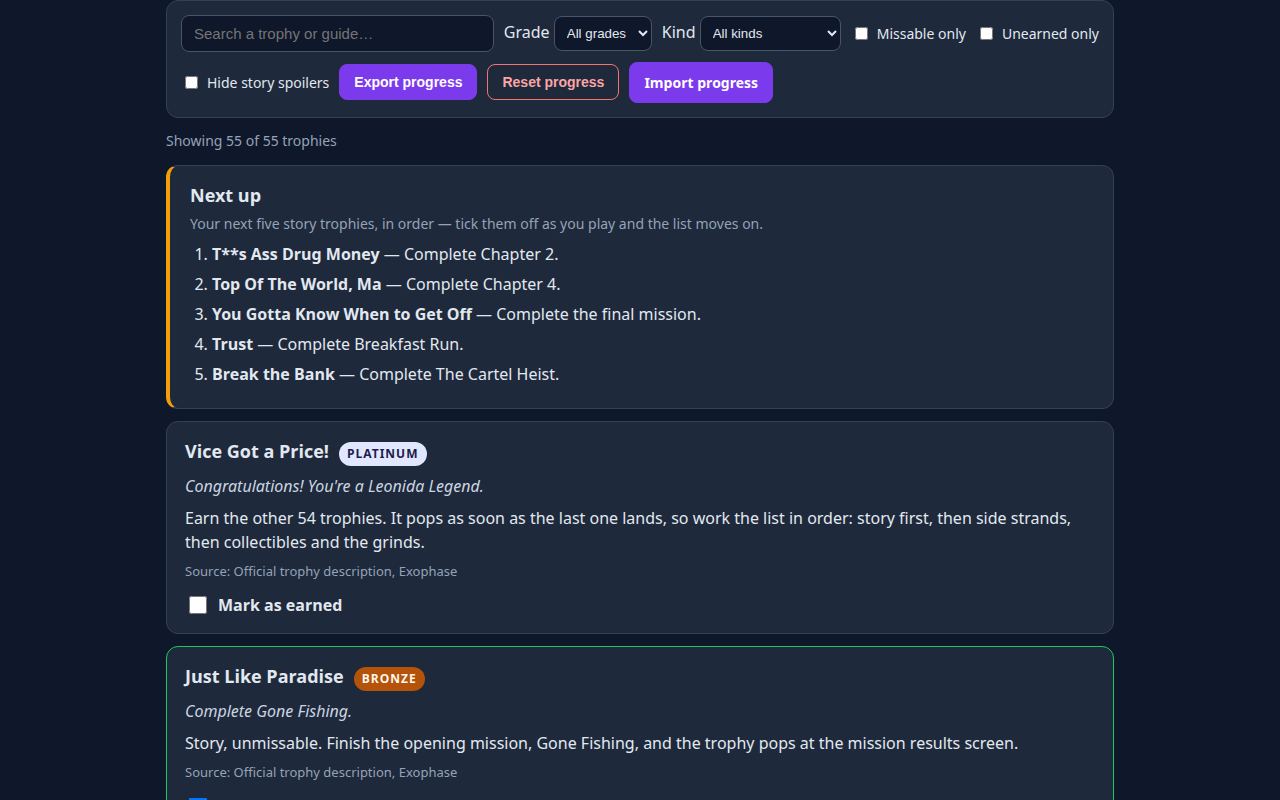 Search a trophy or guide…
Grade All grades Kind All kinds Missable only Unearned only
Hide story spoilers Export progress Reset progress Import progress
Showing 55 of 55 trophies
Next up
Your next five story trophies, in order — tick them off as you play and the list moves on.
1. T**s Ass Drug Money — Complete Chapter 2.
2. Top Of The World, Ma — Complete Chapter 4.
3. You Gotta Know When to Get Off — Complete the final mission.
4. Trust — Complete Breakfast Run.
5. Break the Bank — Complete The Cartel Heist.
Vice Got a Price! PLATINUM
Congratulations! You're a Leonida Legend.
Earn the other 54 trophies. It pops as soon as the last one lands, so work the list in order: story first, then side strands,
then collectibles and the grinds.
Source: Official trophy description, Exophase
Mark as earned
Just Like Paradise BRONZE
Complete Gone Fishing.
Story, unmissable. Finish the opening mission, Gone Fishing, and the trophy pops at the mission results screen.
Source: Official trophy description, Exophase